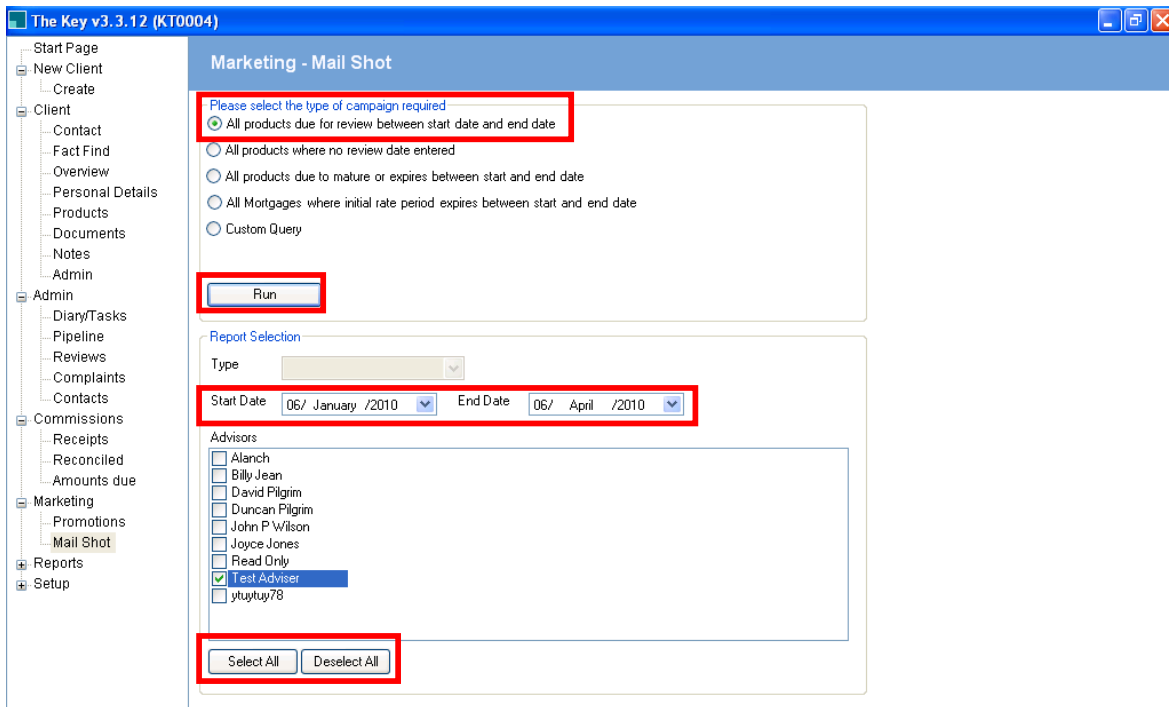 The Key v3.3.12 (KT0004)
Start Page
New Client
Create
Client
Contact
Fact Find
Overview
Personal Details
Products
Documents
Notes
Admin
Admin
Diary/Tasks
Pipeline
Reviews
Complaints
Contacts
Commissions
Receipts
Reconciled
Amounts due
Marketing
Promotions
Mail Shot
Reports
Setup
Marketing - Mail Shot
Please select the type of campaign required
All products due for review between start date and end date
All products where no review date entered
All products due to mature or expires between start and end date
All Mortgages where initial rate period expires between start and end date
Custom Query
Run
Report Selection
Type
Start Date 06/ January /2010 End Date 06/ April /2010
Advisors
Alanch
Billy Jean
David Pilgrim
Duncan Pilgrim
John P Wilson
Joyce Jones
Read Only
Test Adviser
ytuytuy78
Select All Deselect All